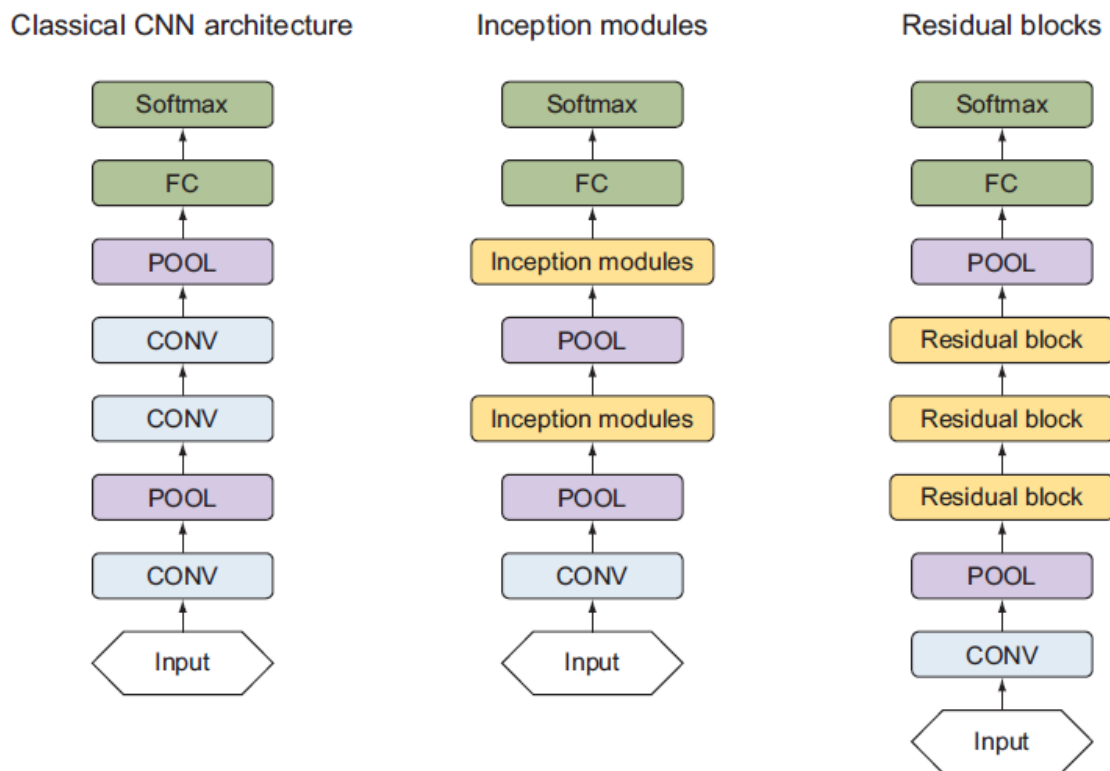 Classical CNN architecture
Softmax
FC
POOL
CONV
CONV
POOL
CONV
Input
Inception modules
Softmax
FC
Inception modules
POOL
Inception modules
POOL
CONV
Input
Residual blocks
Softmax
FC
POOL
Residual block
Residual block
Residual block
POOL
CONV
Input